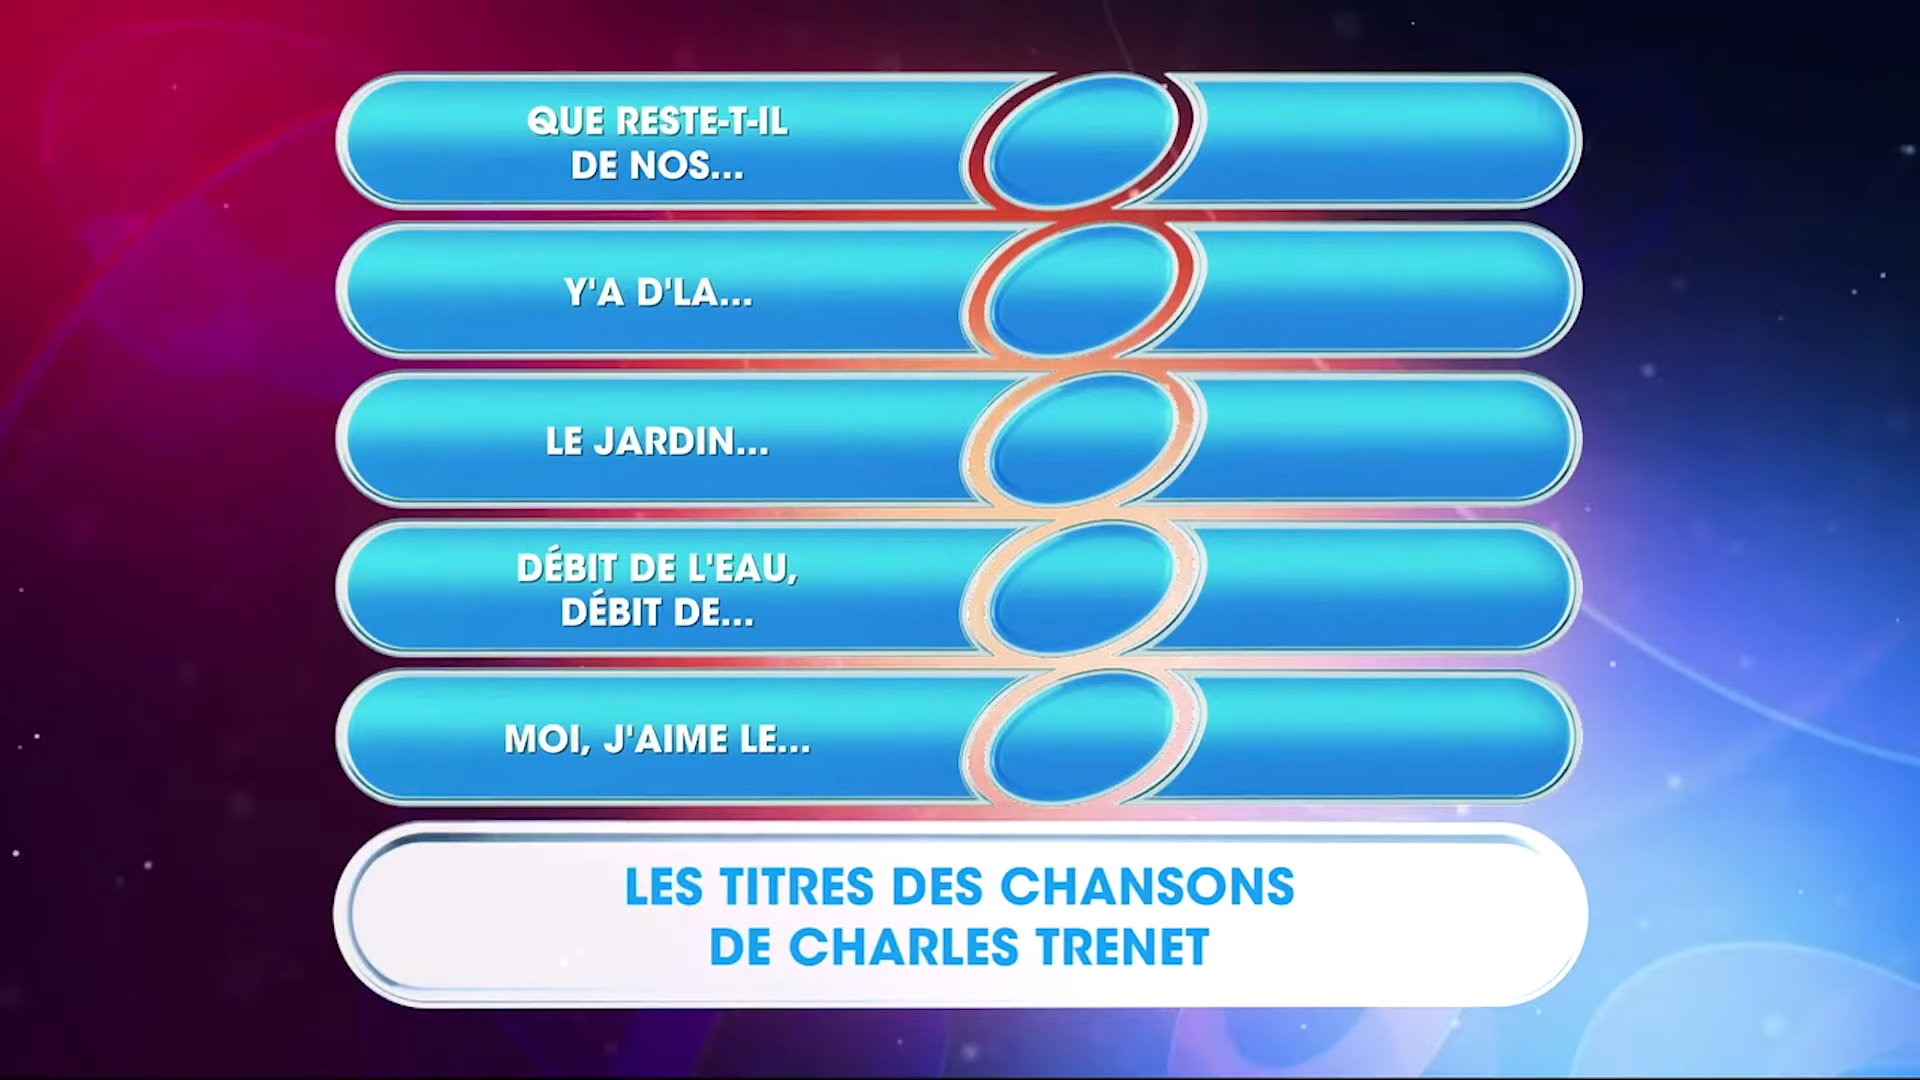 QUE RESTE-T-IL
DE NOS...
Y'A D'LA...
LE JARDIN...
DÉBIT DE L'EAU,
DÉBIT DE...
MOI, J'AIME LE...
LES TITRES DES CHANSONS
DE CHARLES TRENET